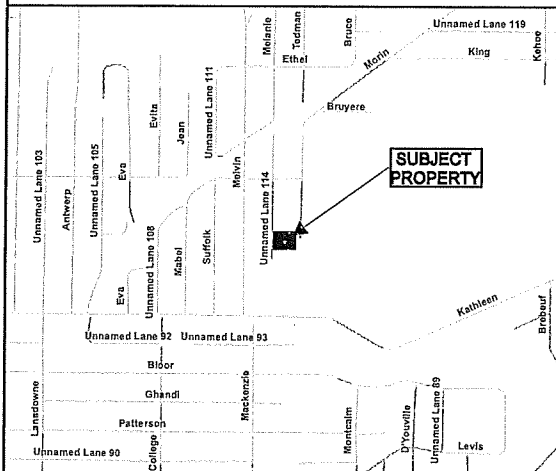 Unnamed Lane 119
King
Kehoe
Bruce
Tedman
Melanie
Morin
Ethel
Bruyere
Unnamed Lane 111
Evita
Jean
Eva
Melvin
Unnamed Lane 103
Antwerp
Unnamed Lane 105
SUBJECT
PROPERTY
Unnamed Lane 114
Unnamed Lane 108
Mabel
Suffolk
Eva
Kathleen
Brebeuf
Unnamed Lane 92
Unnamed Lane 93
Bloor
Ghandi
Patterson
Unnamed Lane 90
Lansdowne
College
Mackenzie
Montcalm
D'Youville
Unnamed Lane 89
Levis